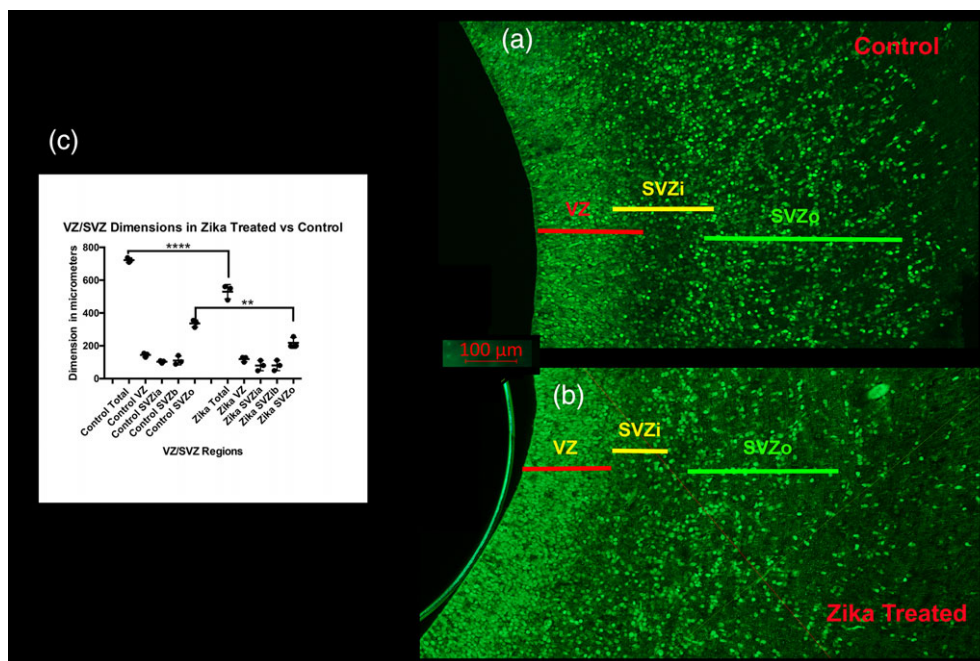 (a)
Control
SVZi
VZ
SVZo
100 µm
(b)
SVZi
VZ
SVZo
Zika Treated
(c)
VZ/SVZ Dimensions in Zika Treated vs Control
Dimension in micrometers
800
600
400
200
0
****
**
Control Total
Control VZ
Control SVZia
Control SVZb
Control SVZo
Zika Total
Zika VZ
Zika SVZia
Zika SVZib
Zika SVZo
VZ/SVZ Regions